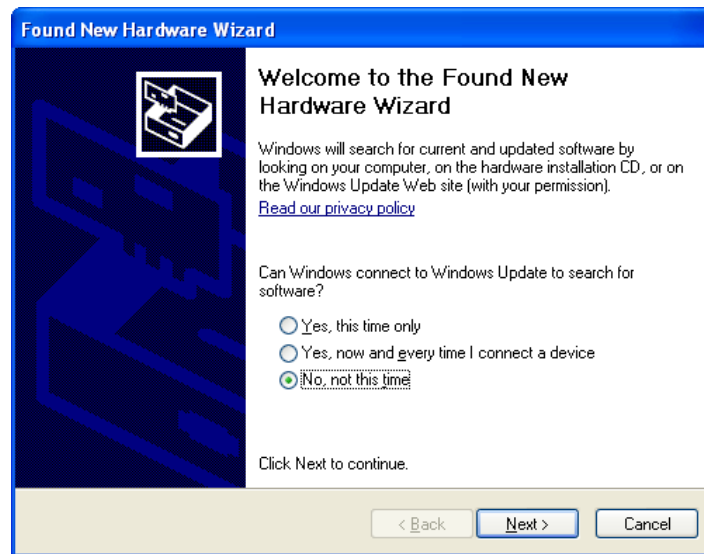 Found New Hardware Wizard
Welcome to the Found New
Hardware Wizard
Windows will search for current and updated software by
looking on your computer, on the hardware installation CD, or on
the Windows Update Web site (with your permission).
Read our privacy policy
Can Windows connect to Windows Update to search for
software?
Yes, this time only
Yes, now and every time I connect a device
No, not this time
Click Next to continue.
< Back Next > Cancel